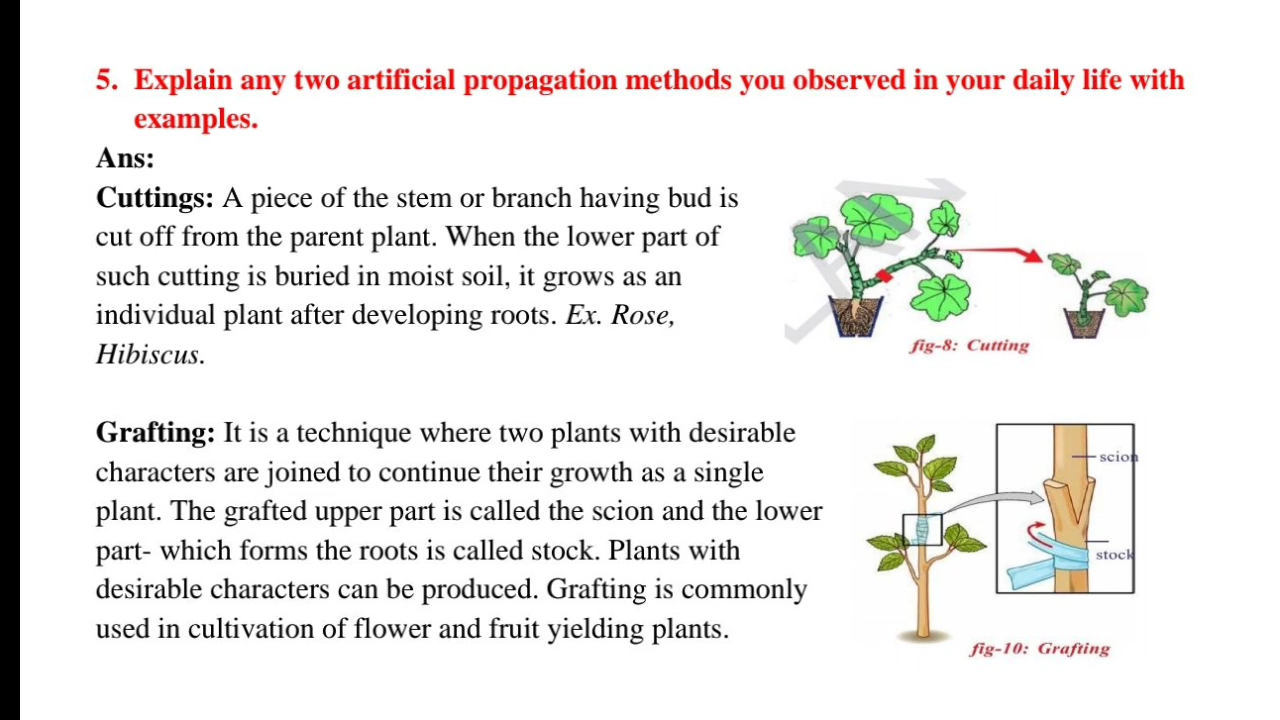 5. Explain any two artificial propagation methods you observed in your daily life with
examples.
Ans:
Cuttings: A piece of the stem or branch having bud is
cut off from the parent plant. When the lower part of
such cutting is buried in moist soil, it grows as an
individual plant after developing roots. Ex. Rose,
Hibiscus.
fig-8: Cutting
Grafting: It is a technique where two plants with desirable
characters are joined to continue their growth as a single
plant. The grafted upper part is called the scion and the lower
part- which forms the roots is called stock. Plants with
desirable characters can be produced. Grafting is commonly
used in cultivation of flower and fruit yielding plants.
scion
stock
fig-10: Grafting